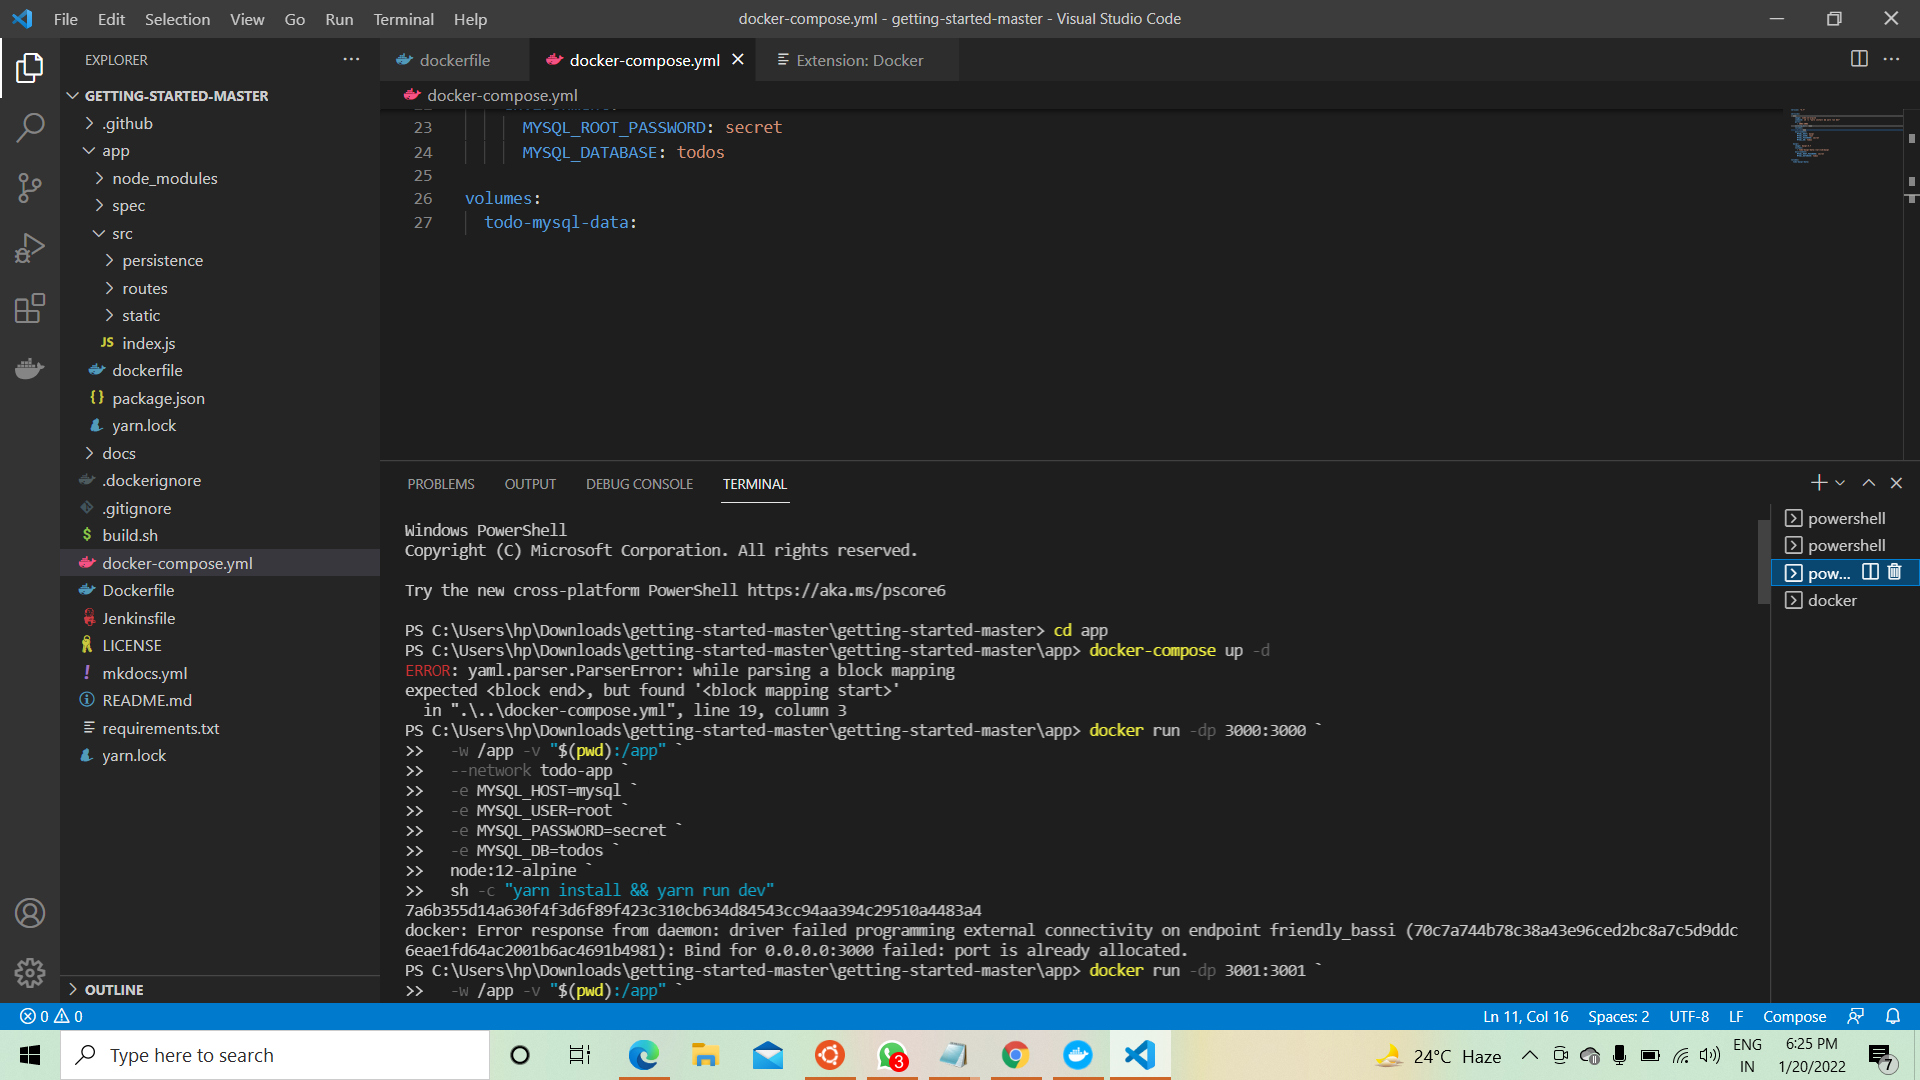 File Edit Selection View Go Run Terminal Help
docker-compose.yml - getting-started-master - Visual Studio Code
EXPLORER
GETTING-STARTED-MASTER
.github
app
node_modules
spec
src
persistence
routes
static
JS index.js
dockerfile
{} package.json
yarn.lock
docs
.dockerignore
.gitignore
$ build.sh
docker-compose.yml
Dockerfile
Jenkinsfile
LICENSE
! mkdocs.yml
README.md
requirements.txt
yarn.lock
OUTLINE
dockerfile
docker-compose.yml
Extension: Docker
docker-compose.yml
23 MYSQL_ROOT_PASSWORD: secret
24 MYSQL_DATABASE: todos
25
26 volumes:
27 todo-mysql-data:
PROBLEMS OUTPUT DEBUG CONSOLE TERMINAL
Windows PowerShell
Copyright (C) Microsoft Corporation. All rights reserved.
Try the new cross-platform PowerShell https://aka.ms/pscore6
PS C:\Users\hp\Downloads\getting-started-master\getting-started-master> cd app
PS C:\Users\hp\Downloads\getting-started-master\getting-started-master\app> docker-compose up -d
ERROR: yaml.parser.ParserError: while parsing a block mapping
expected <block end>, but found '<block mapping start>'
in ".\..\docker-compose.yml", line 19, column 3
PS C:\Users\hp\Downloads\getting-started-master\getting-started-master\app> docker run -dp 3000:3000 `
>> -w /app -v "$(pwd):/app" `
>> --network todo-app `
>> -e MYSQL_HOST=mysql `
>> -e MYSQL_USER=root `
>> -e MYSQL_PASSWORD=secret `
>> -e MYSQL_DB=todos `
>> node:12-alpine `
>> sh -c "yarn install && yarn run dev"
7a6b355d14a630f4f3d6f89f423c310cb634d84543cc94aa394c29510a4483a4
docker: Error response from daemon: driver failed programming external connectivity on endpoint friendly_bassi (70c7a744b78c38a43e96ced2bc8a7c5d9ddc
6eae1fd64ac2001b6ac4691b4981): Bind for 0.0.0.0:3000 failed: port is already allocated.
PS C:\Users\hp\Downloads\getting-started-master\getting-started-master\app> docker run -dp 3001:3001 `
>> -w /app -v "$(pwd):/app" `
powershell
powershell
pow...
docker
0 0
Ln 11, Col 16 Spaces: 2 UTF-8 LF Compose
Type here to search
3
24°C Haze
ENG
IN
6:25 PM
1/20/2022
7